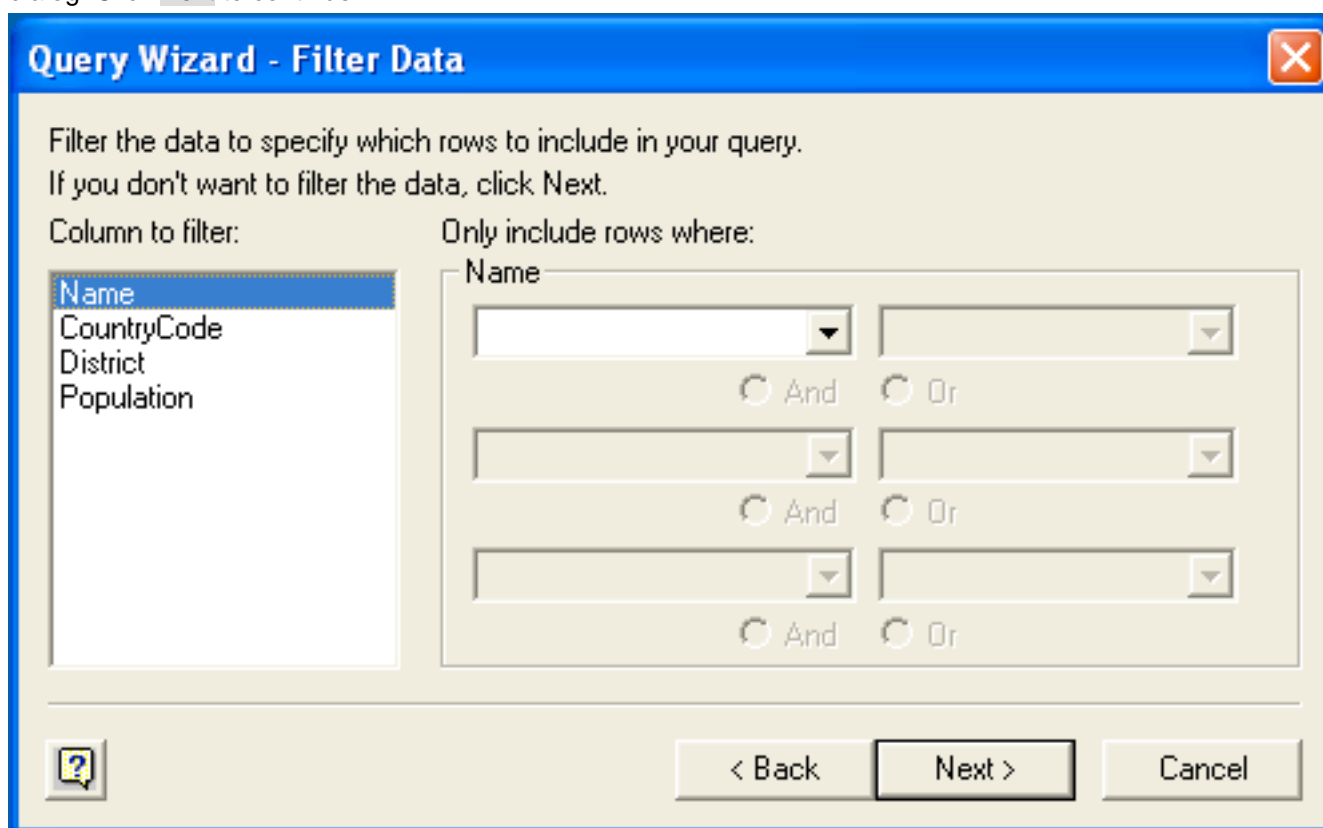 Query Wizard - Filter Data
Filter the data to specify which rows to include in your query.
If you don't want to filter the data, click Next.
Column to filter:
Only include rows where:
Name
CountryCode
District
Population
Name
And Or
And Or
And Or
< Back Next > Cancel